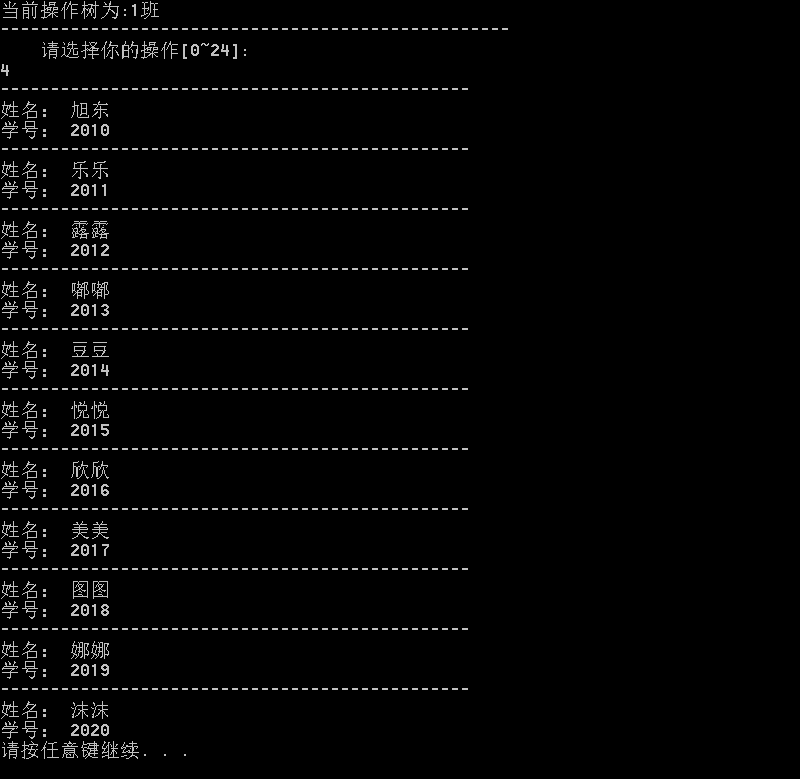 当前操作树为:1班
---------------------------------------------------
请选择你的操作[0~24]:
4
-----------------------------------------------
姓名： 旭东
学号： 2010
-----------------------------------------------
姓名： 乐乐
学号： 2011
-----------------------------------------------
姓名： 露露
学号： 2012
-----------------------------------------------
姓名： 嘟嘟
学号： 2013
-----------------------------------------------
姓名： 豆豆
学号： 2014
-----------------------------------------------
姓名： 悦悦
学号： 2015
-----------------------------------------------
姓名： 欣欣
学号： 2016
-----------------------------------------------
姓名： 美美
学号： 2017
-----------------------------------------------
姓名： 图图
学号： 2018
-----------------------------------------------
姓名： 娜娜
学号： 2019
-----------------------------------------------
姓名： 沫沫
学号： 2020
请按任意键继续. . .